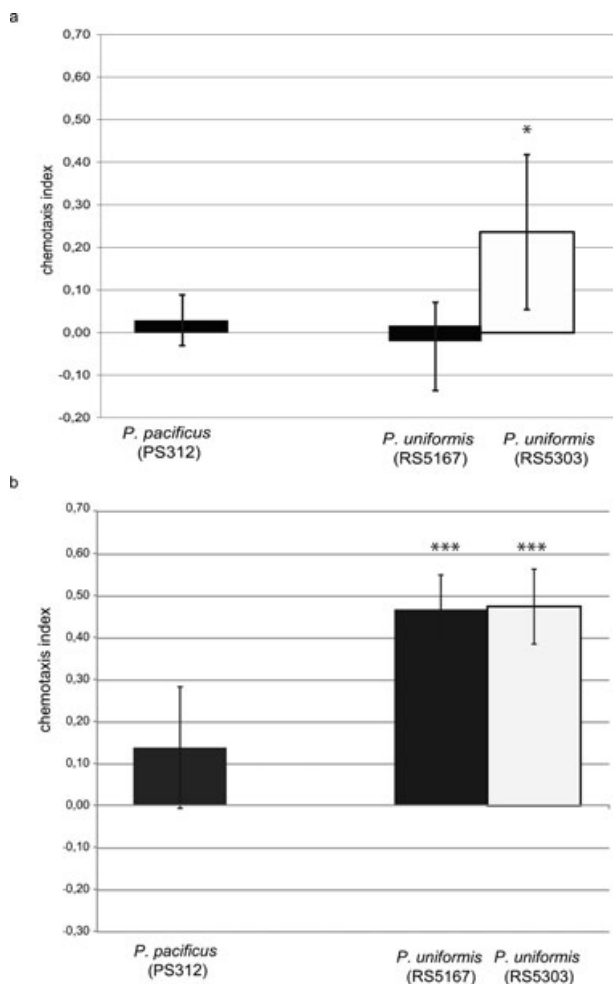 a
0,70
0,60
0,50
*
0,40
0,30
chemotaxis index
0,20
0,10
0,00
-0,10
-0,20
P. pacificus
(PS312)
P. uniformis
(RS5167)
P. uniformis
(RS5303)
b
0,70
0,60
*** ***
0,50
0,40
0,30
chemotaxis index
0,20
0,10
0,00
-0,10
-0,20
-0,30
P. pacificus
(PS312)
P. uniformis
(RS5167)
P. uniformis
(RS5303)